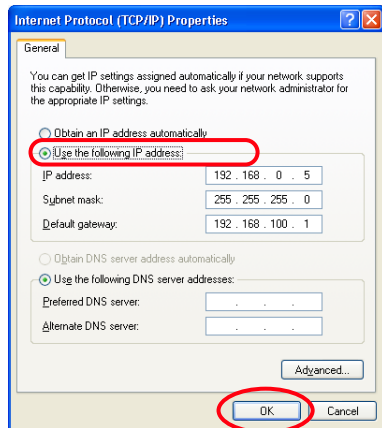 Internet Protocol (TCP/IP) Properties
General
You can get IP settings assigned automatically if your network supports
this capability. Otherwise, you need to ask your network administrator for
the appropriate IP settings.
Obtain an IP address automatically
Use the following IP address:
IP address: 192 . 168 . 0 . 5
Subnet mask: 255 . 255 . 255 . 0
Default gateway: 192 . 168 . 100 . 1
Obtain DNS server address automatically
Use the following DNS server addresses:
Preferred DNS server: . . .
Alternate DNS server: . . .
Advanced...
OK Cancel